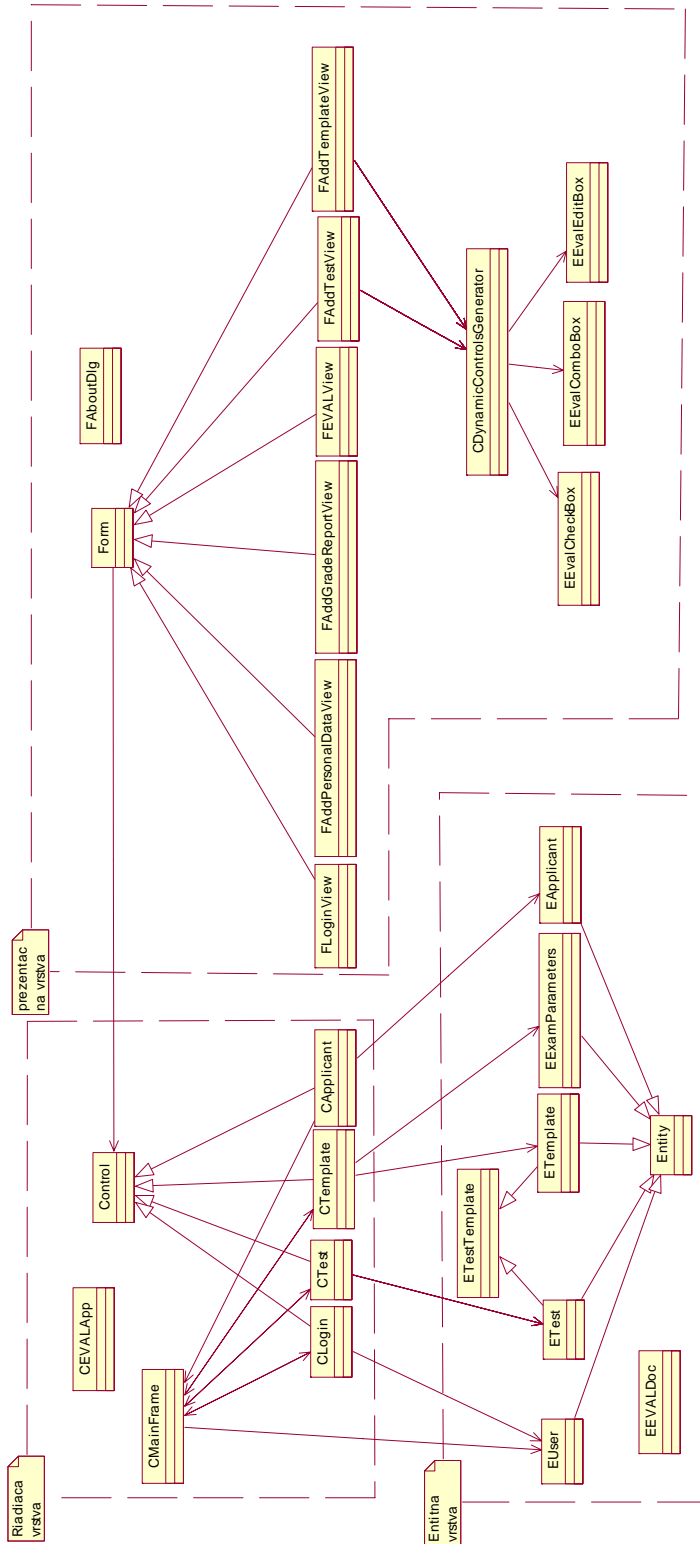 Riadiaca
vrstva
prezentac
na vrstva
CEVALApp
Control
Form
FAboutDlg
CMainFrame
CLogin
CTest
CTemplate
CApplicant
FLoginView
FAddPersonalDataView
FAddGradeReportView
FEVALView
FAddTestView
FAddTemplateView
Entitna
vrstva
ETestTemplate
CDynamicControlsGenerator
EUser
ETest
ETemplate
EExamParameters
EApplicant
EEvalCheckBox
EEvalComboBox
EEvalEditBox
EEVALDoc
Entity